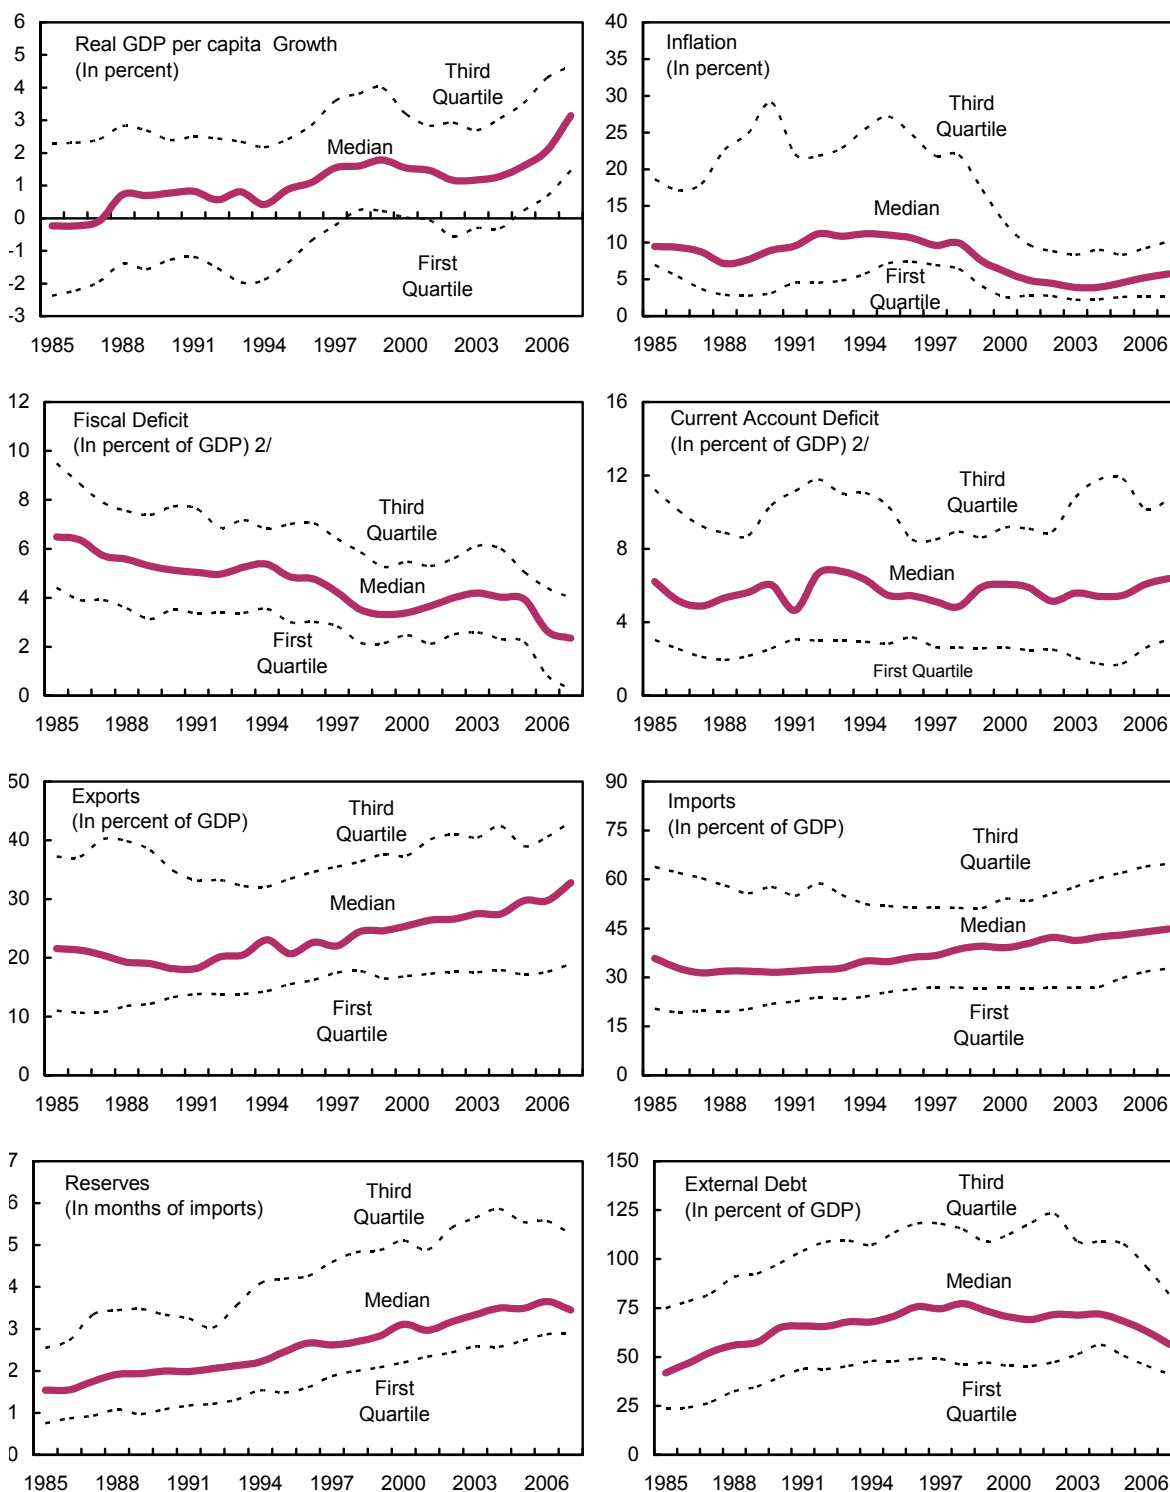 Real GDP per capita Growth
(In percent)
Third
Quartile
Median
First
Quartile
6
5
4
3
2
1
0
-1
-2
-3
1985 1988 1991 1994 1997 2000 2003 2006
Inflation
(In percent)
Third
Quartile
Median
First
Quartile
40
35
30
25
20
15
10
5
0
1985 1988 1991 1994 1997 2000 2003 2006
Fiscal Deficit
(In percent of GDP) 2/
Third
Quartile
Median
First
Quartile
12
10
8
6
4
2
0
1985 1988 1991 1994 1997 2000 2003 2006
Current Account Deficit
(In percent of GDP) 2/
Third
Quartile
Median
First Quartile
16
12
8
4
0
1985 1988 1991 1994 1997 2000 2003 2006
Exports
(In percent of GDP)
Third
Quartile
Median
First
Quartile
50
40
30
20
10
0
1985 1988 1991 1994 1997 2000 2003 2006
Imports
(In percent of GDP)
Third
Quartile
Median
First
Quartile
90
75
60
45
30
15
0
1985 1988 1991 1994 1997 2000 2003 2006
Reserves
(In months of imports)
Third
Quartile
Median
First
Quartile
7
6
5
4
3
2
1
0
1985 1988 1991 1994 1997 2000 2003 2006
External Debt
(In percent of GDP)
Third
Quartile
Median
First
Quartile
150
125
100
75
50
25
0
1985 1988 1991 1994 1997 2000 2003 2006